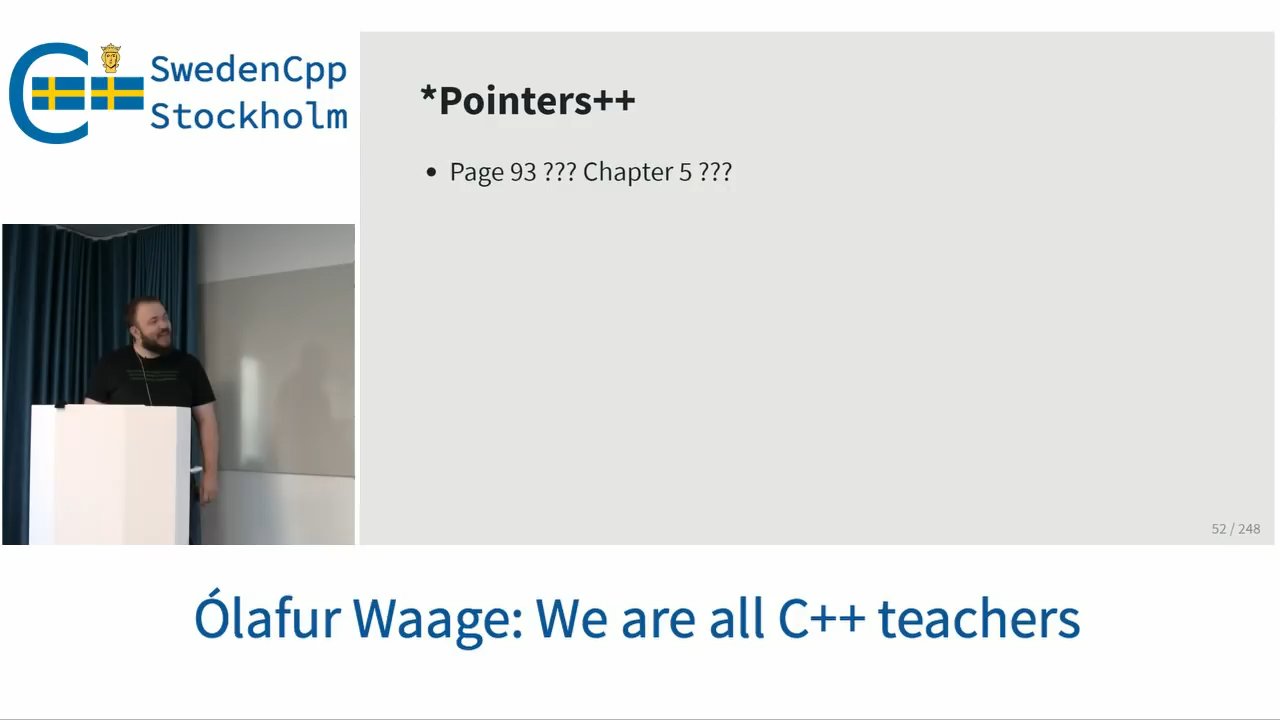 SwedenCpp
Stockholm
*Pointers++
• Page 93 ??? Chapter 5 ???
52 / 248
Ólafur Waage: We are all C++ teachers